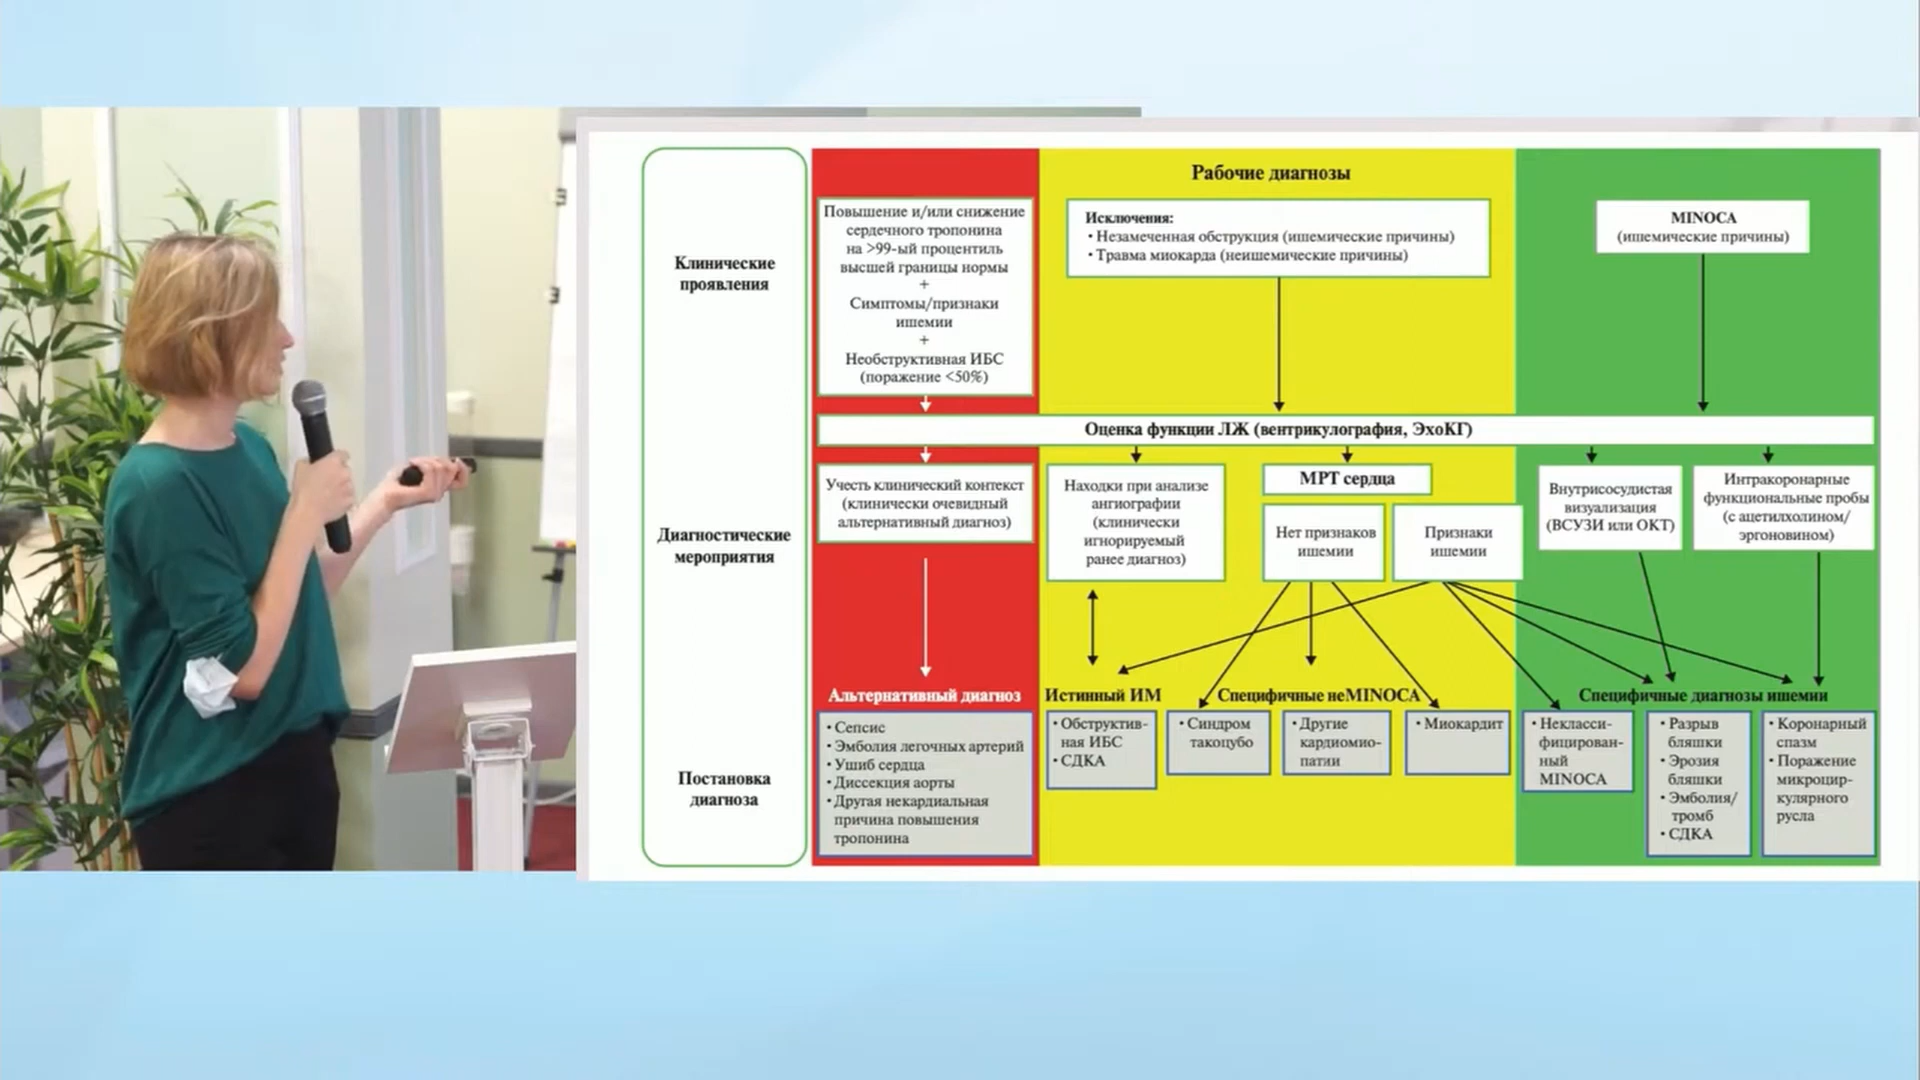 Рабочие диагнозы
Клинические
проявления
Повышение и/или снижение
сердечного тропонина
на >99-ый процентиль
высшей границы нормы
+
Симптомы/признаки
ишемии
+
Необструктивная ИБС
(поражение <50%)
Исключения:
• Незамеченная обструкция (ишемические причины)
• Травма миокарда (неишемические причины)
MINOCA
(ишемические причины)
Оценка функции ЛЖ (вентрикулография, ЭхоКГ)
Диагностические
мероприятия
Учесть клинический контекст
(клинически очевидный
альтернативный диагноз)
Находки при анализе
ангиографии
(клинически
игнорируемый
ранее диагноз)
МРТ сердца
Нет признаков
ишемии
Признаки
ишемии
Внутрисосудистая
визуализация
(ВСУЗИ или ОКТ)
Интракоронарные
функциональные пробы
(с ацетилхолином/
эргоновином)
Постановка
диагноза
Альтернативный диагноз
• Сепсис
• Эмболия легочных артерий
• Ушиб сердца
• Диссекция аорты
• Другая некардиальная
причина повышения
тропонина
Истинный ИМ
• Обструктив-
ная ИБС
• СДКА
Специфичные неMINOCA
• Синдром
такоцубо
• Другие
кардиомио-
патии
• Миокардит
Специфичные диагнозы ишемии
• Неклассі-
фицирован-
ный
MINOCA
• Разрыв
бляшки
• Эрозия
бляшки
• Эмболия/
тромб
• СДКА
• Коронарный
спазм
• Поражение
микроцир-
кулярного
русла